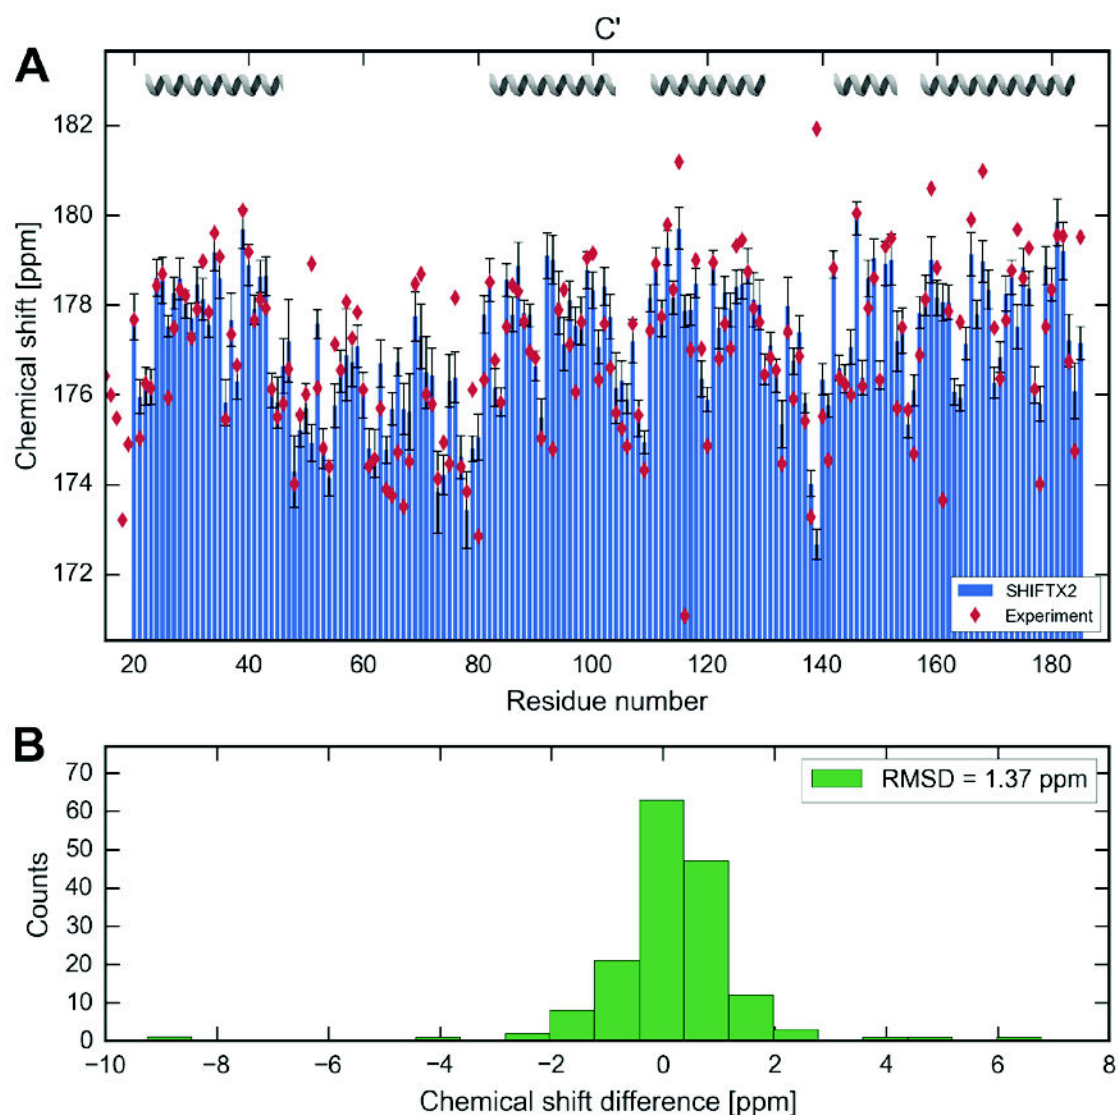 C'
A
182
180
178
176
174
172
Chemical shift [ppm]
SHIFTX2
Experiment
20 40 60 80 100 120 140 160 180
Residue number
B
70
60
50
40
30
20
10
0
Counts
RMSD = 1.37 ppm
−10 −8 −6 −4 −2 0 2 4 6 8
Chemical shift difference [ppm]